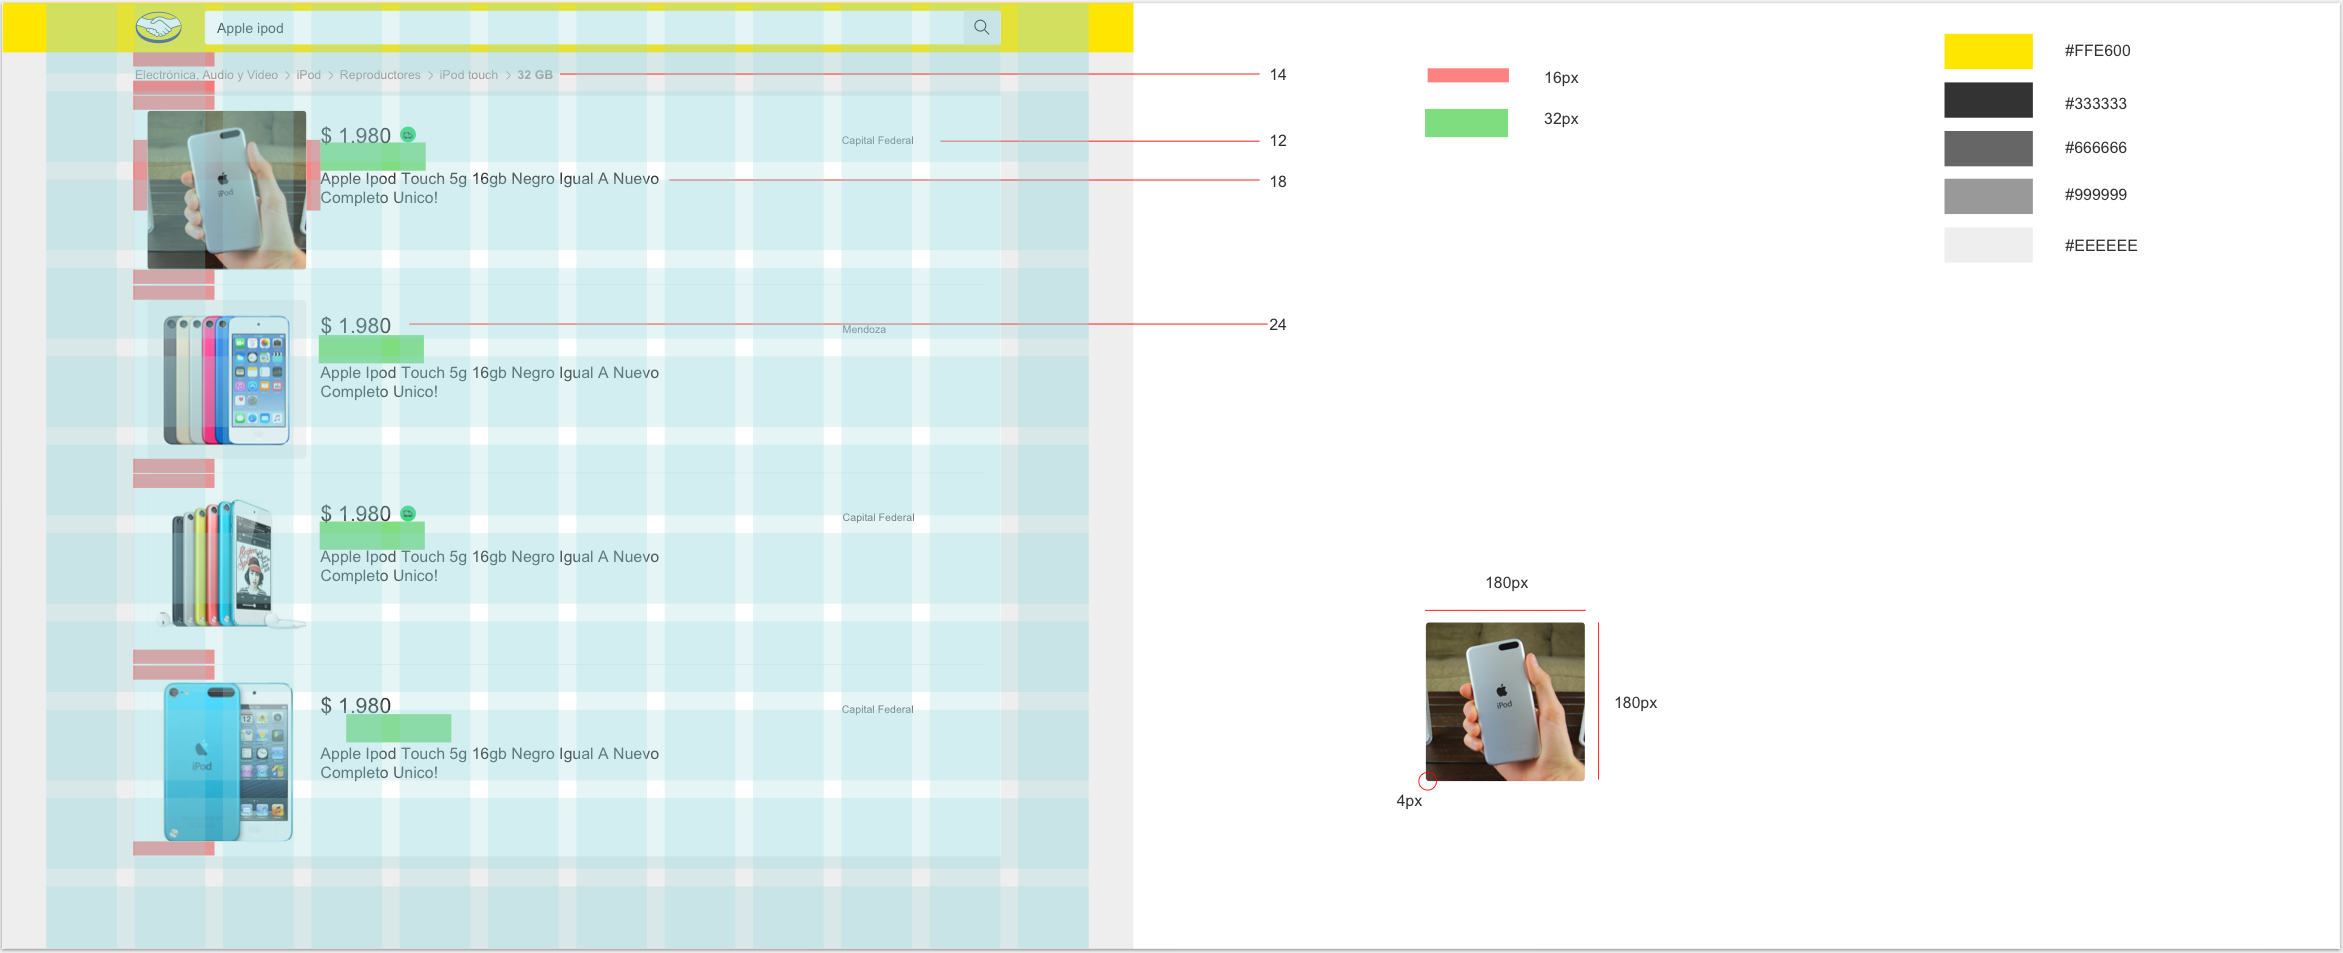 Apple ipod
Electrónica, Audio y Video > iPod > Reproductores > iPod touch > 32 GB
14
$ 1.980
Capital Federal
12
Apple Ipod Touch 5g 16gb Negro Igual A Nuevo
Completo Unico!
18
iPod
$ 1.980
Mendoza
24
Apple Ipod Touch 5g 16gb Negro Igual A Nuevo
Completo Unico!
$ 1.980
Capital Federal
Apple Ipod Touch 5g 16gb Negro Igual A Nuevo
Completo Unico!
$ 1.980
Capital Federal
Apple Ipod Touch 5g 16gb Negro Igual A Nuevo
Completo Unico!
iPod
16px
32px
#FFE600
#333333
#666666
#999999
#EEEEEE
180px
iPod
180px
4px